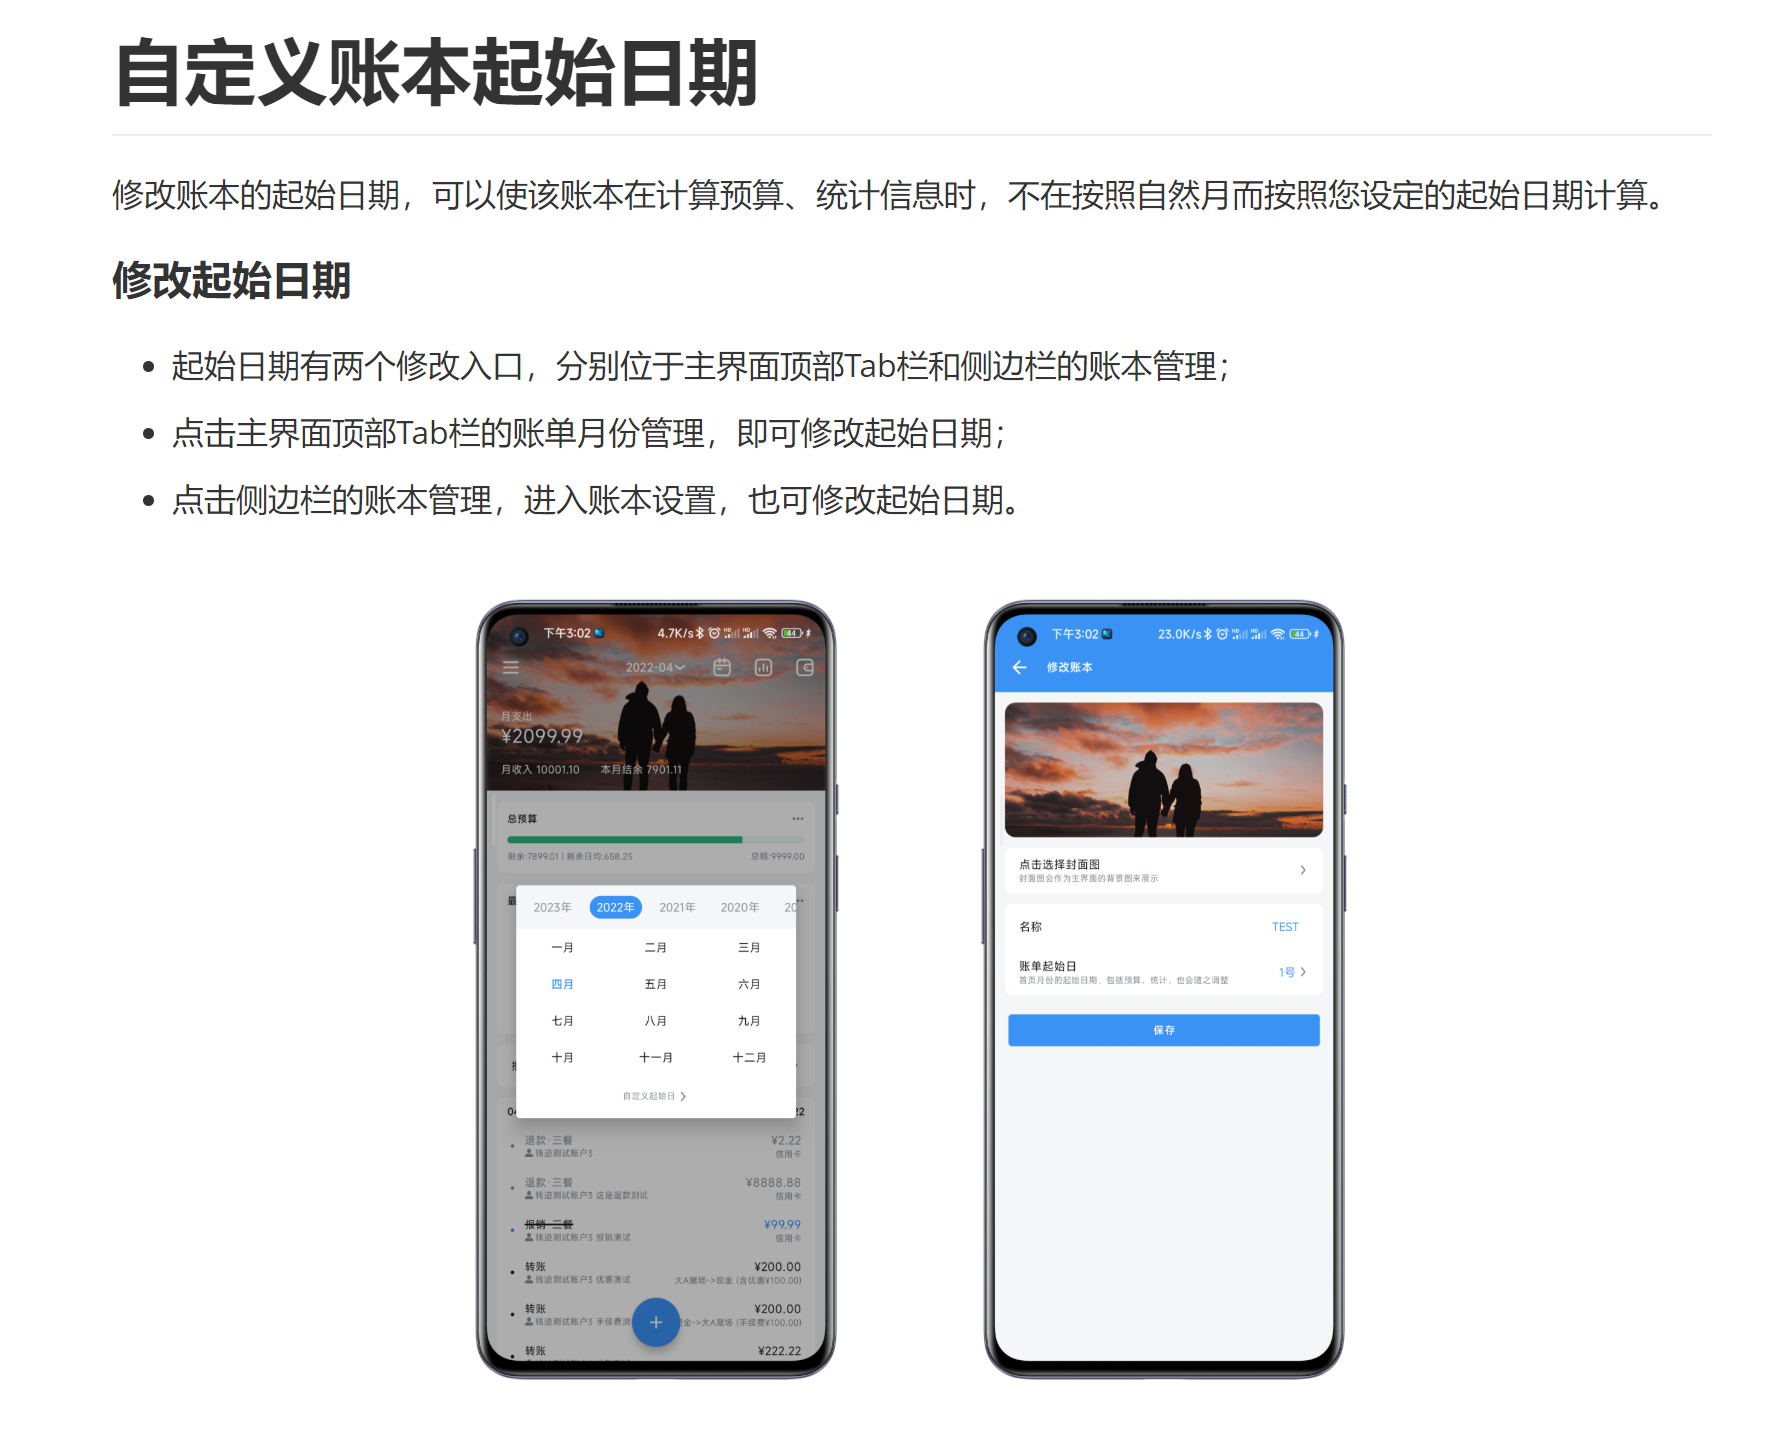 自定义账本起始日期
修改账本的起始日期，可以使该账本在计算预算、统计信息时，不在按照自然月而按照您设定的起始日期计算。
修改起始日期
起始日期有两个修改入口，分别位于主界面顶部Tab栏和侧边栏的账本管理；
点击主界面顶部Tab栏的账单月份管理，即可修改起始日期；
点击侧边栏的账本管理，进入账本设置，也可修改起始日期。
下午3:02 4.7K/s 44
2022-04
月支出
¥2099.99
月收入 10001.10 本月结余 7901.11
总预算
剩余:7899.01 | 剩余日均:658.25 总额:9999.00
2023年 2022年 2021年 2020年 20
一月 二月 三月
四月 五月 六月
七月 八月 九月
十月 十一月 十二月
自定义起始日
退款·三餐 ¥2.22
钱迹测试账户3 信用卡
退款·三餐 ¥8888.88
钱迹测试账户3 这是退款测试 信用卡
报销·三餐 ¥99.99
钱迹测试账户3 报销测试 信用卡
转账 ¥200.00
钱迹测试账户3 优惠测试 大A赌场->现金 (含优惠¥100.00)
转账 ¥200.00
钱迹测试账户3 手续费测 金->大A赌场 (手续费¥100.00)
转账 ¥222.22
下午3:02 23.0K/s 44
修改账本
点击选择封面图
封面图会作为主界面的背景图来展示
名称 TEST
账单起始日 1号
首页月份的起始日期，包括预算、统计，也会随之调整
保存